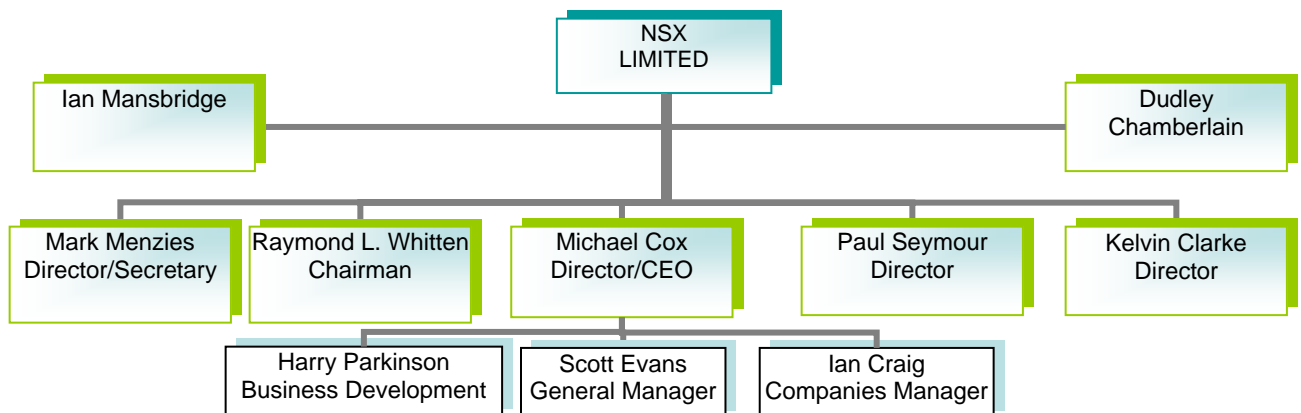 NSX
LIMITED
Ian Mansbridge
Dudley
Chamberlain
Mark Menzies
Director/Secretary
Raymond L. Whitten
Chairman
Michael Cox
Director/CEO
Paul Seymour
Director
Kelvin Clarke
Director
Harry Parkinson
Business Development
Scott Evans
General Manager
Ian Craig
Companies Manager